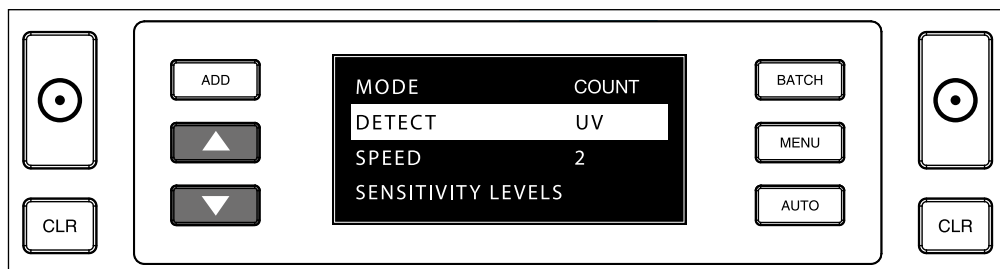 CLR
ADD
MODE COUNT
DETECT UV
SPEED 2
SENSITIVITY LEVELS
BATCH
MENU
AUTO
CLR